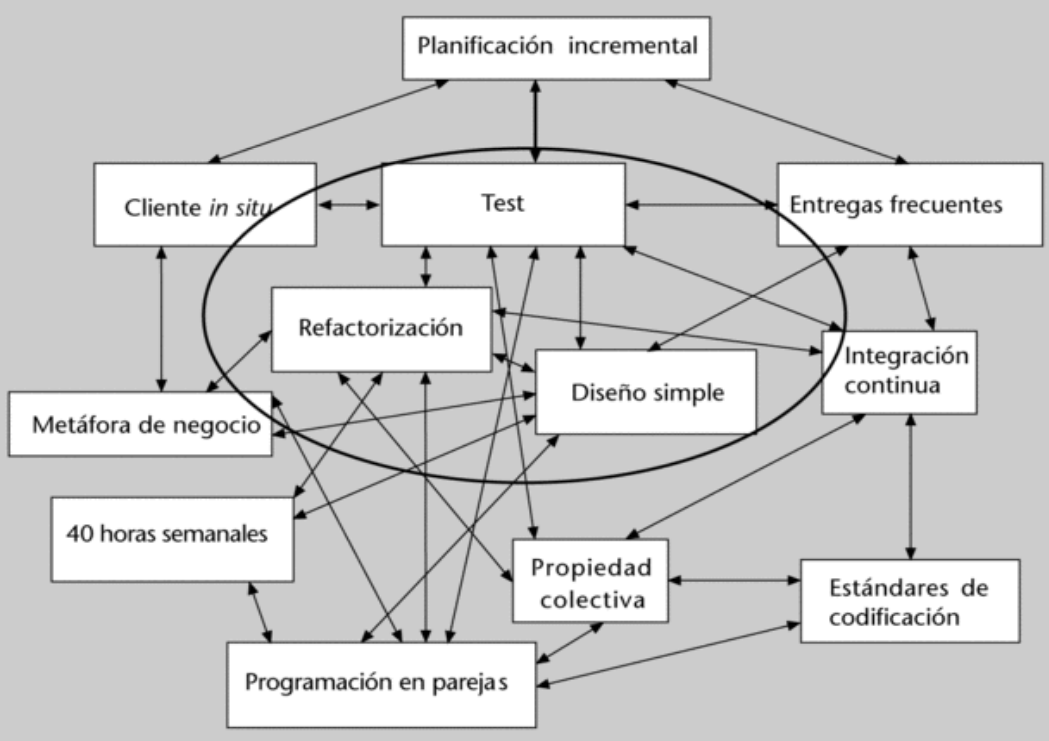 Planificación incremental
Cliente in situ
Test
Entregas frecuentes
Refactorización
Diseño simple
Integración
continua
Metáfora de negocio
40 horas semanales
Propiedad
colectiva
Estándares de
codificación
Programación en parejas